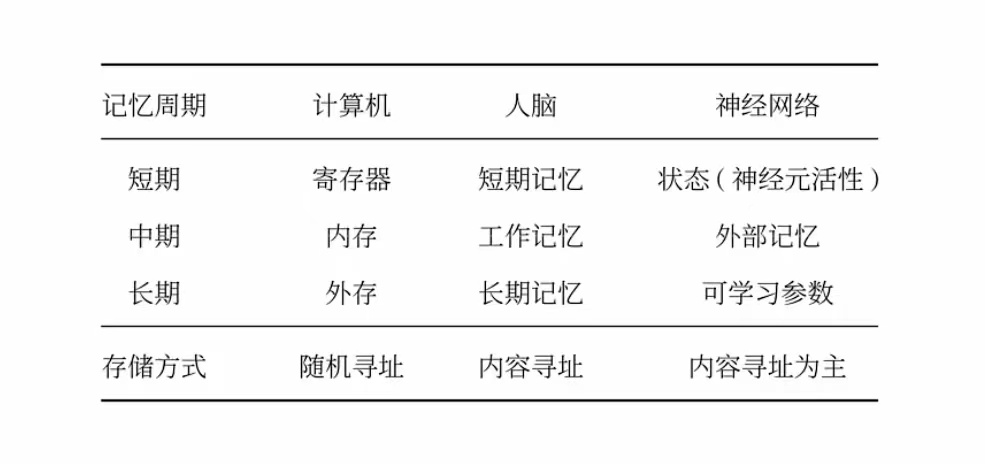 记忆周期 计算机 人脑 神经网络
短期 寄存器 短期记忆 状态(神经元活性)
中期 内存 工作记忆 外部记忆
长期 外存 长期记忆 可学习参数
存储方式 随机寻址 内容寻址 内容寻址为主